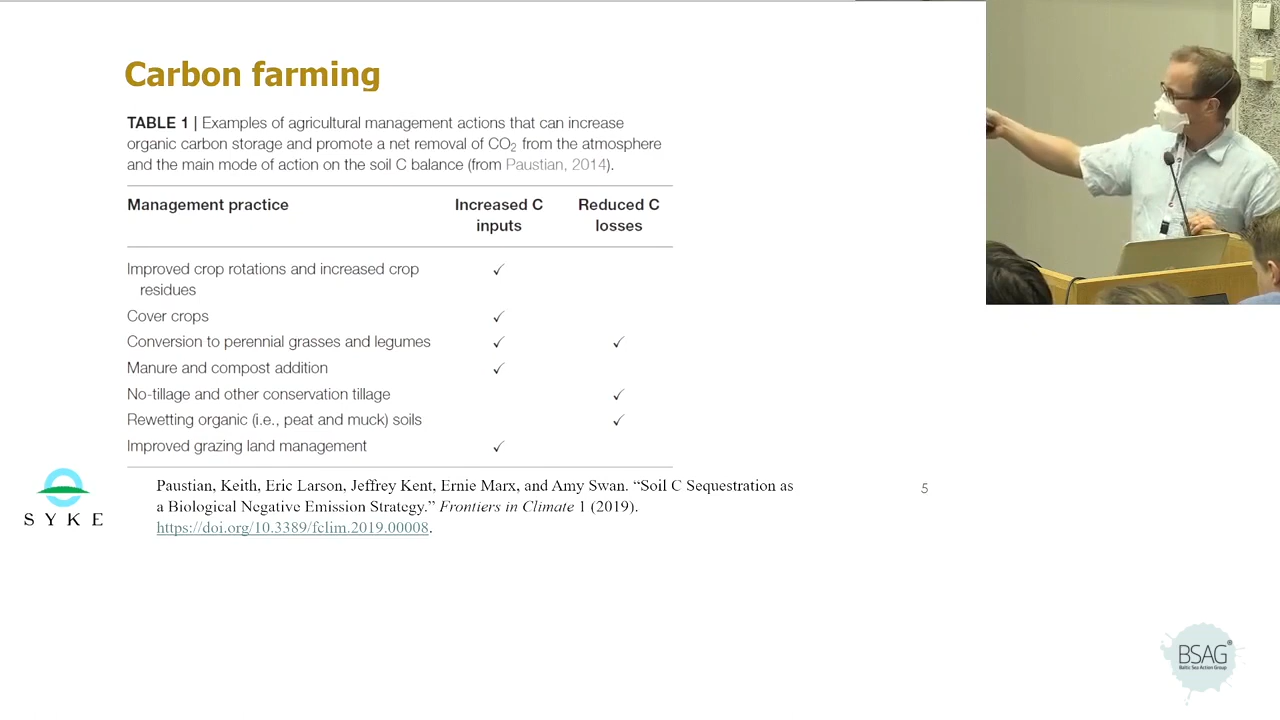 Carbon farming
TABLE 1 | Examples of agricultural management actions that can increase
organic carbon storage and promote a net removal of CO₂ from the atmosphere
and the main mode of action on the soil C balance (from Paustian, 2014).
Management practice Increased C inputs Reduced C losses
Improved crop rotations and increased crop ✓
residues
Cover crops ✓
Conversion to perennial grasses and legumes ✓ ✓
Manure and compost addition ✓
No-tillage and other conservation tillage ✓
Rewetting organic (i.e., peat and muck) soils ✓
Improved grazing land management ✓
SYKE
Paustian, Keith, Eric Larson, Jeffrey Kent, Ernie Marx, and Amy Swan. “Soil C Sequestration as
a Biological Negative Emission Strategy.” Frontiers in Climate 1 (2019).
https://doi.org/10.3389/fclim.2019.00008.
5
BSAG®
Baltic Sea Action Group